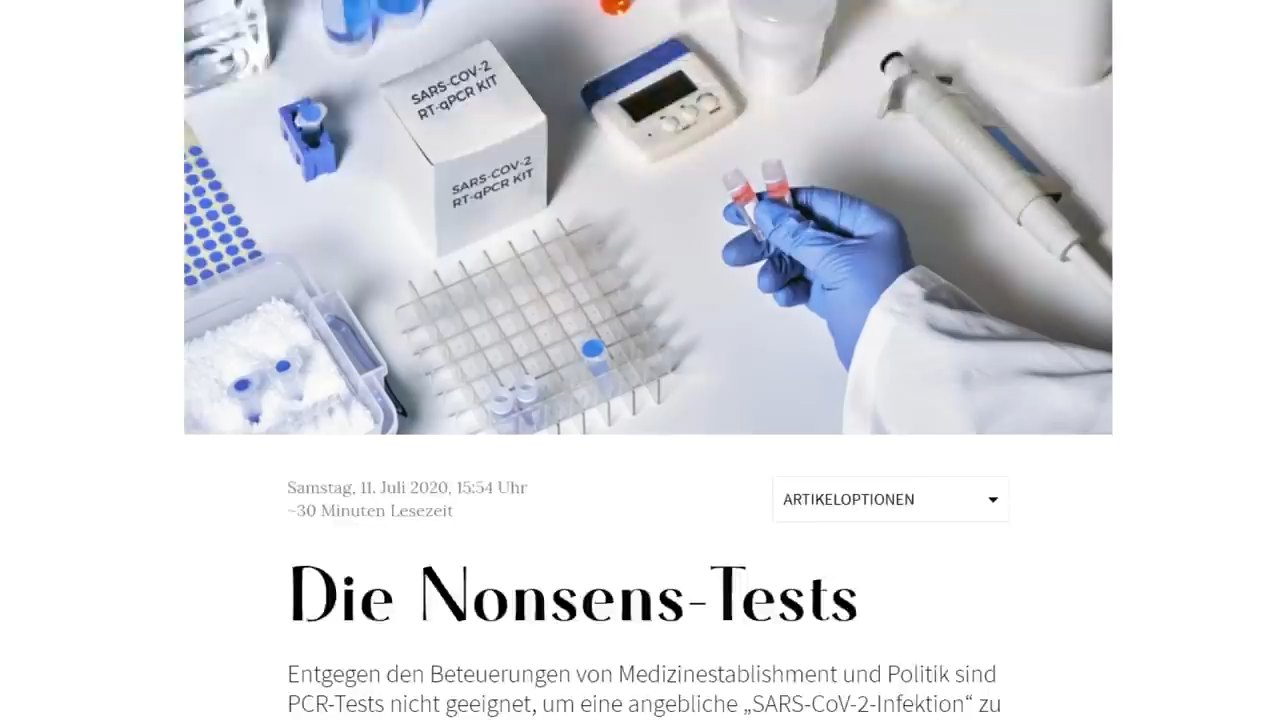 SARS-COV-2
RT-qPCR KIT
SARS-COV-2
RT-qPCR KIT
Samstag, 11. Juli 2020, 15:54 Uhr
~30 Minuten Lesezeit
ARTIKELOPTIONEN
Die Nonsens-Tests
Entgegen den Beteuerungen von Medizinestablishment und Politik sind
PCR-Tests nicht geeignet, um eine angebliche „SARS-CoV-2-Infektion“ zu